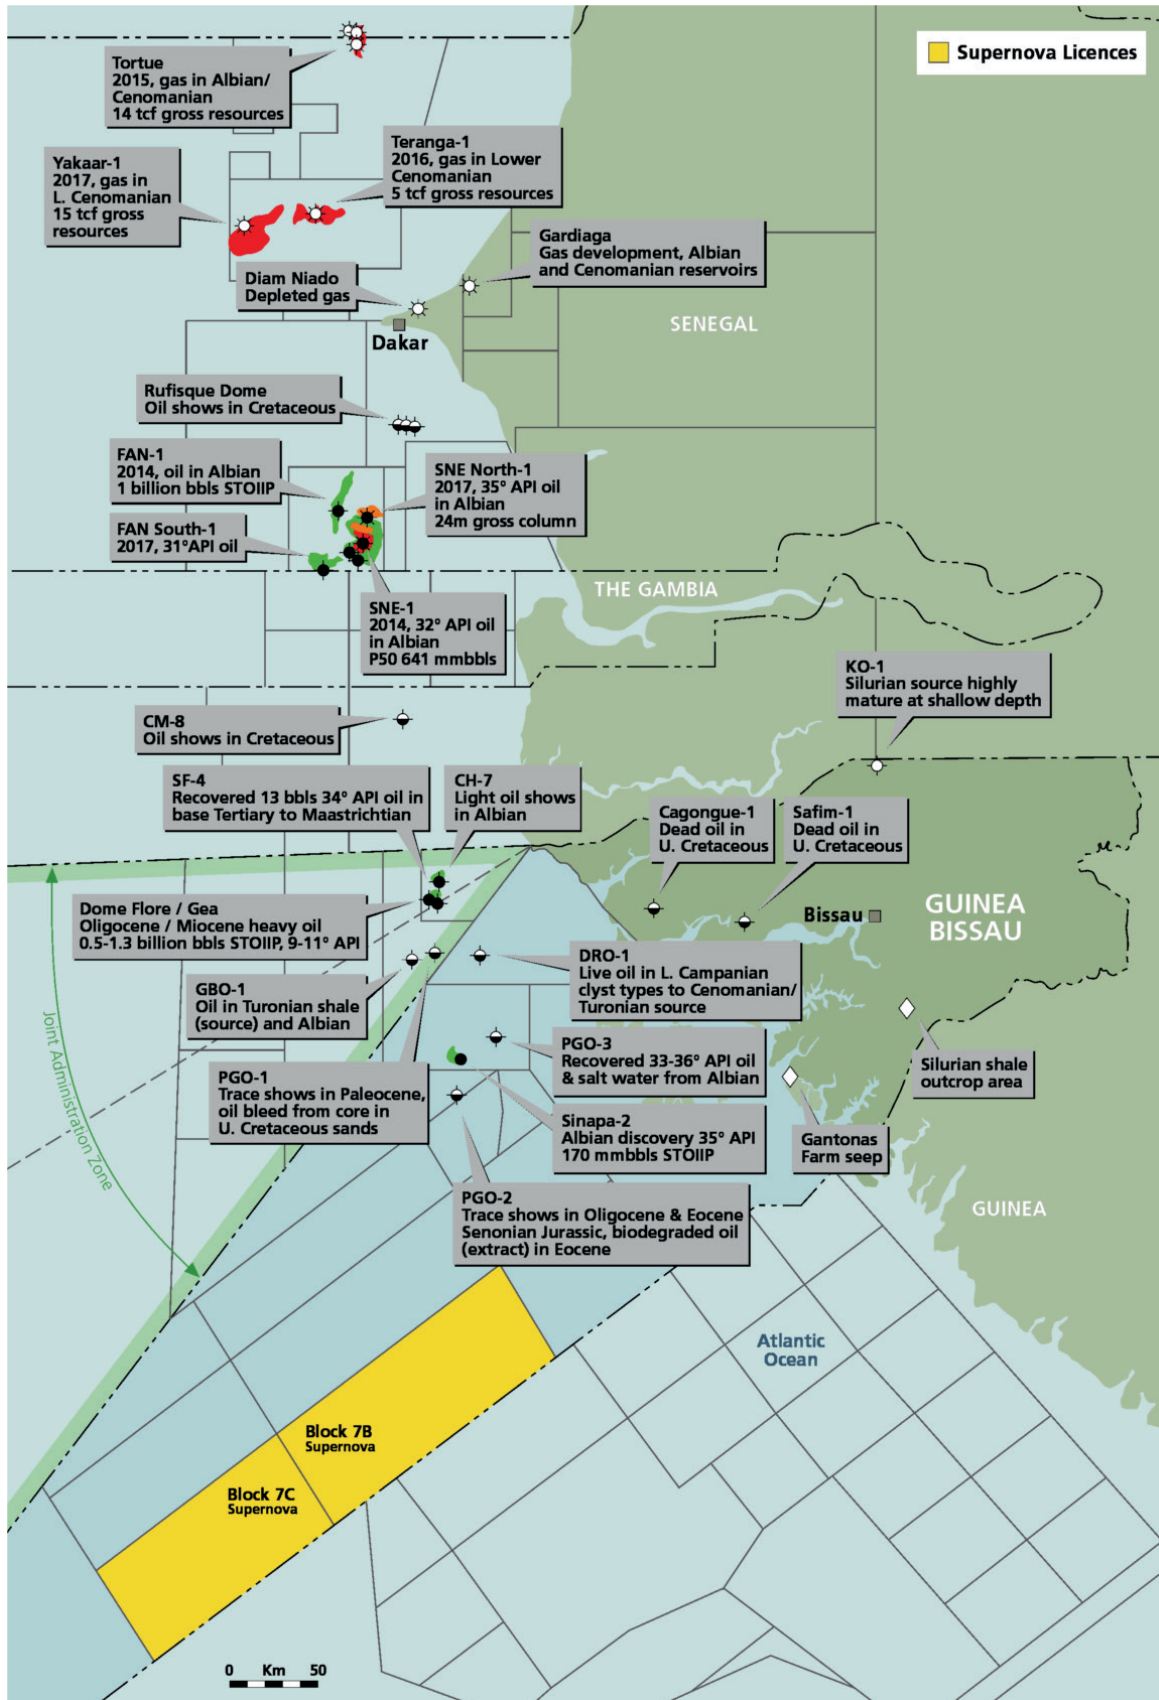 Supernova Licences
Tortue
2015, gas in Albian/
Cenomanian
14 tcf gross resources
Teranga-1
2016, gas in Lower
Cenomanian
5 tcf gross resources
Yakaar-1
2017, gas in
L. Cenomanian
15 tcf gross
resources
Gardiaga
Gas development, Albian
and Cenomanian reservoirs
Diam Niado
Depleted gas
SENEGAL
Dakar
Rufisque Dome
Oil shows in Cretaceous
FAN-1
2014, oil in Albian
1 billion bbls STOIIP
SNE North-1
2017, 35° API oil
in Albian
24m gross column
FAN South-1
2017, 31°API oil
THE GAMBIA
SNE-1
2014, 32° API oil
in Albian
P50 641 mmbbls
KO-1
Silurian source highly
mature at shallow depth
CM-8
Oil shows in Cretaceous
SF-4
Recovered 13 bbls 34° API oil in
base Tertiary to Maastrichtian
CH-7
Light oil shows
in Albian
Cagongue-1
Dead oil in
U. Cretaceous
Safim-1
Dead oil in
U. Cretaceous
Dome Flore / Gea
Oligocene / Miocene heavy oil
0.5-1.3 billion bbls STOIIP, 9-11° API
Bissau
GUINEA
BISSAU
GBO-1
Oil in Turonian shale
(source) and Albian
DRO-1
Live oil in L. Campanian
clyst types to Cenomanian/
Turonian source
Joint Administration Zone
PGO-1
Trace shows in Paleocene,
oil bleed from core in
U. Cretaceous sands
PGO-3
Recovered 33-36° API oil
& salt water from Albian
Silurian shale
outcrop area
Sinapa-2
Albian discovery 35° API
170 mmbbls STOIIP
Gantonas
Farm seep
PGO-2
Trace shows in Oligocene & Eocene
Senonian Jurassic, biodegraded oil
(extract) in Eocene
GUINEA
Atlantic
Ocean
Block 7B
Supernova
Block 7C
Supernova
0 Km 50